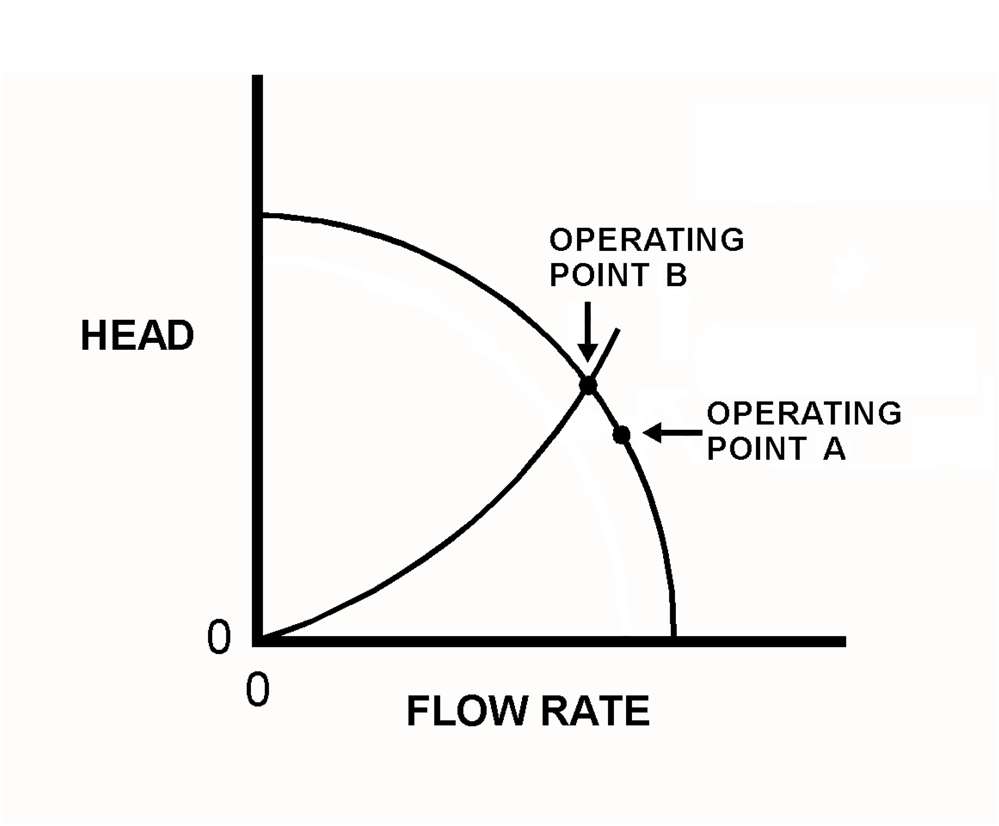 OPERATING
POINT B
HEAD
OPERATING
POINT A
0
0
FLOW RATE